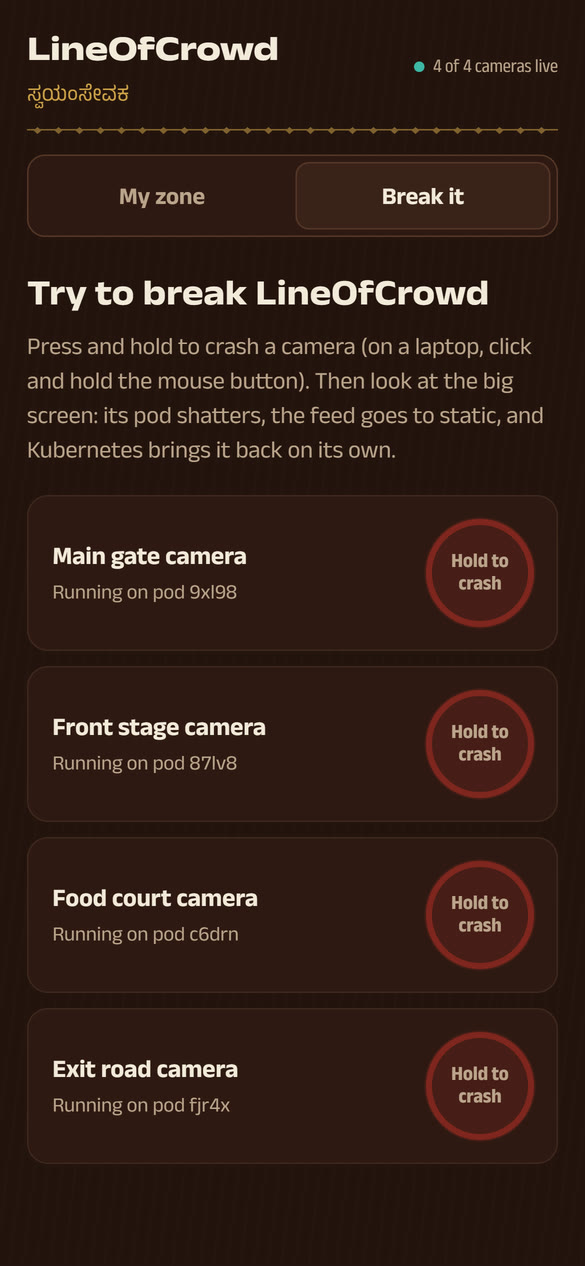 LineOfCrowd
ಸ್ವಯಂಸೇವಕ
4 of 4 cameras live
My zone
Break it
Try to break LineOfCrowd
Press and hold to crash a camera (on a laptop, click
and hold the mouse button). Then look at the big
screen: its pod shatters, the feed goes to static, and
Kubernetes brings it back on its own.
Main gate camera
Running on pod 9xl98
Hold to
crash
Front stage camera
Running on pod 87lv8
Hold to
crash
Food court camera
Running on pod c6drn
Hold to
crash
Exit road camera
Running on pod fjr4x
Hold to
crash